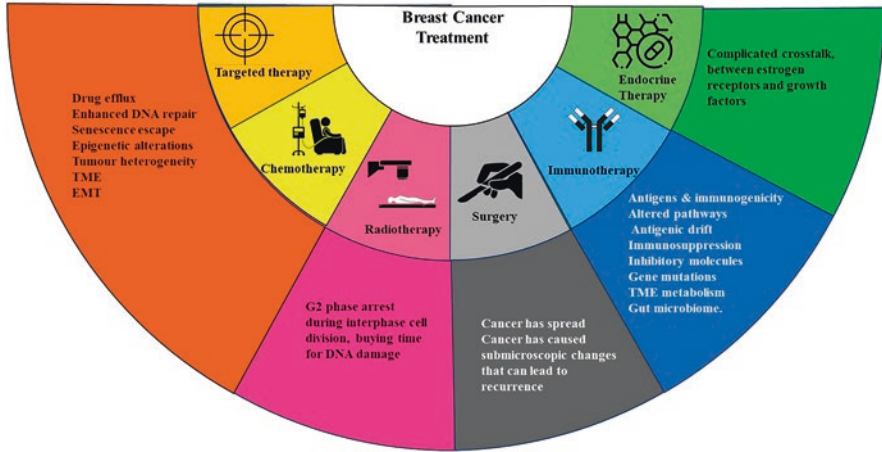 Breast Cancer
Treatment
Targeted therapy
Chemotherapy
Radiotherapy
Surgery
Immunotherapy
Endocrine
Therapy
Drug efflux
Enhanced DNA repair
Senescence escape
Epigenetic alterations
Tumour heterogeneity
TME
EMT
G2 phase arrest
during interphase cell
division, buying time
for DNA damage
Cancer has spread
Cancer has caused
submicroscopic changes
that can lead to
recurrence
Antigens & immunogenicity
Altered pathways
Antigenic drift
Immunosuppression
Inhibitory molecules
Gene mutations
TME metabolism
Gut microbiome.
Complicated crosstalk,
between estrogen
receptors and growth
factors